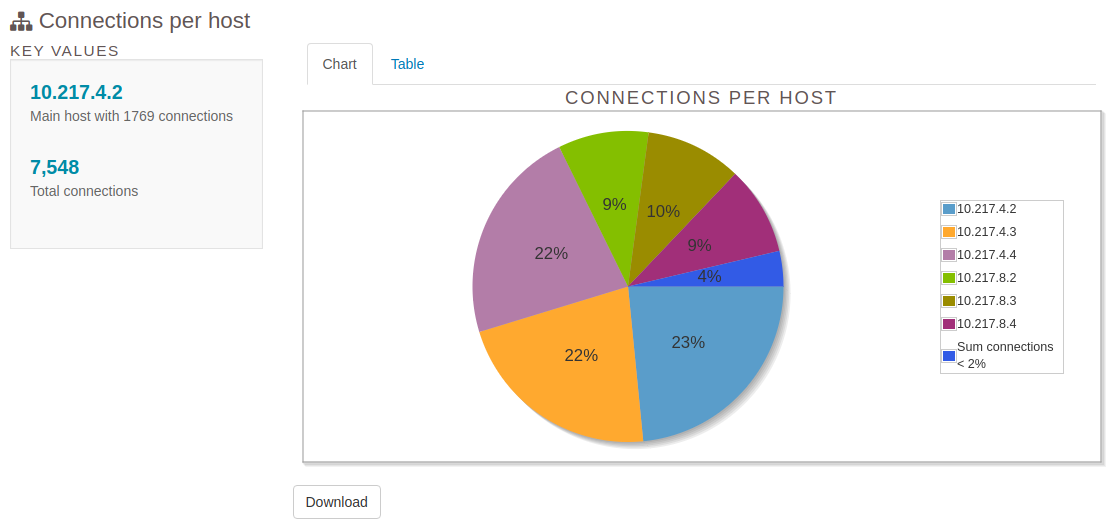 Connections per host
KEY VALUES
10.217.4.2
Main host with 1769 connections
7,548
Total connections
Chart
Table
CONNECTIONS PER HOST
9%
10%
9%
22%
4%
23%
22%
10.217.4.2
10.217.4.3
10.217.4.4
10.217.8.2
10.217.8.3
10.217.8.4
Sum connections
< 2%
Download